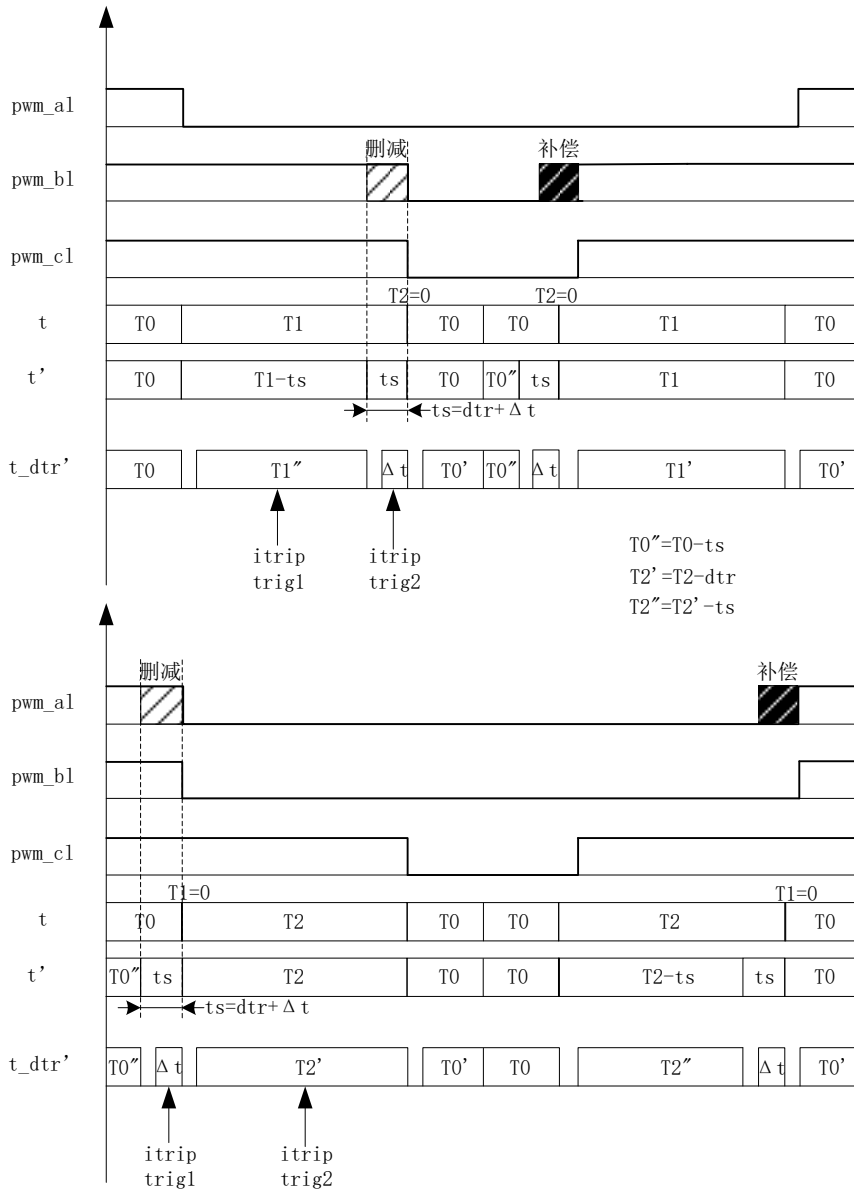 pwm_al
删减 补偿
pwm_bl
pwm_cl
T2=0 T2=0
t T0 T1 T0 T0 T1 T0
t' T0 T1-ts ts T0 T0″ ts T1 T0
ts=dtr+Δt
t_dtr' T0 T1″ Δt T0' T0″ Δt T1' T0'
itrip itrip
trig1 trig2
T0″=T0-ts
T2'=T2-dtr
T2″=T2'-ts
删减 补偿
pwm_al
pwm_bl
pwm_cl
T1=0 T1=0
t T0 T2 T0 T0 T2 T0
t' T0″ ts T2 T0 T0 T2-ts ts T0
ts=dtr+Δt
t_dtr' T0″ Δt T2' T0' T0 T2″ Δt T0'
itrip itrip
trig1 trig2